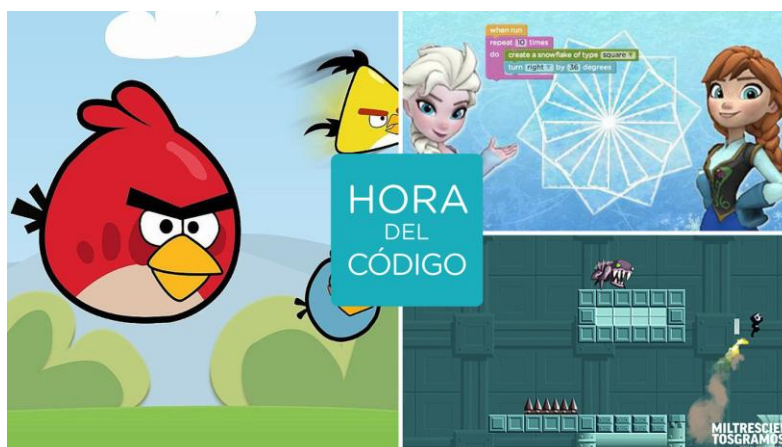 when run
repeat 10 times
do create a snowflake of type square
turn right by 36 degrees
HORA
DEL
CÓDIGO
MILTRESCIE
TOSGRAMOS